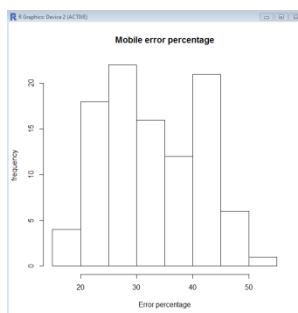 R Graphics: Device 2 (ACTIVE)
Mobile error percentage
frequency
20
15
10
5
0
20
30
40
50
Error percentage